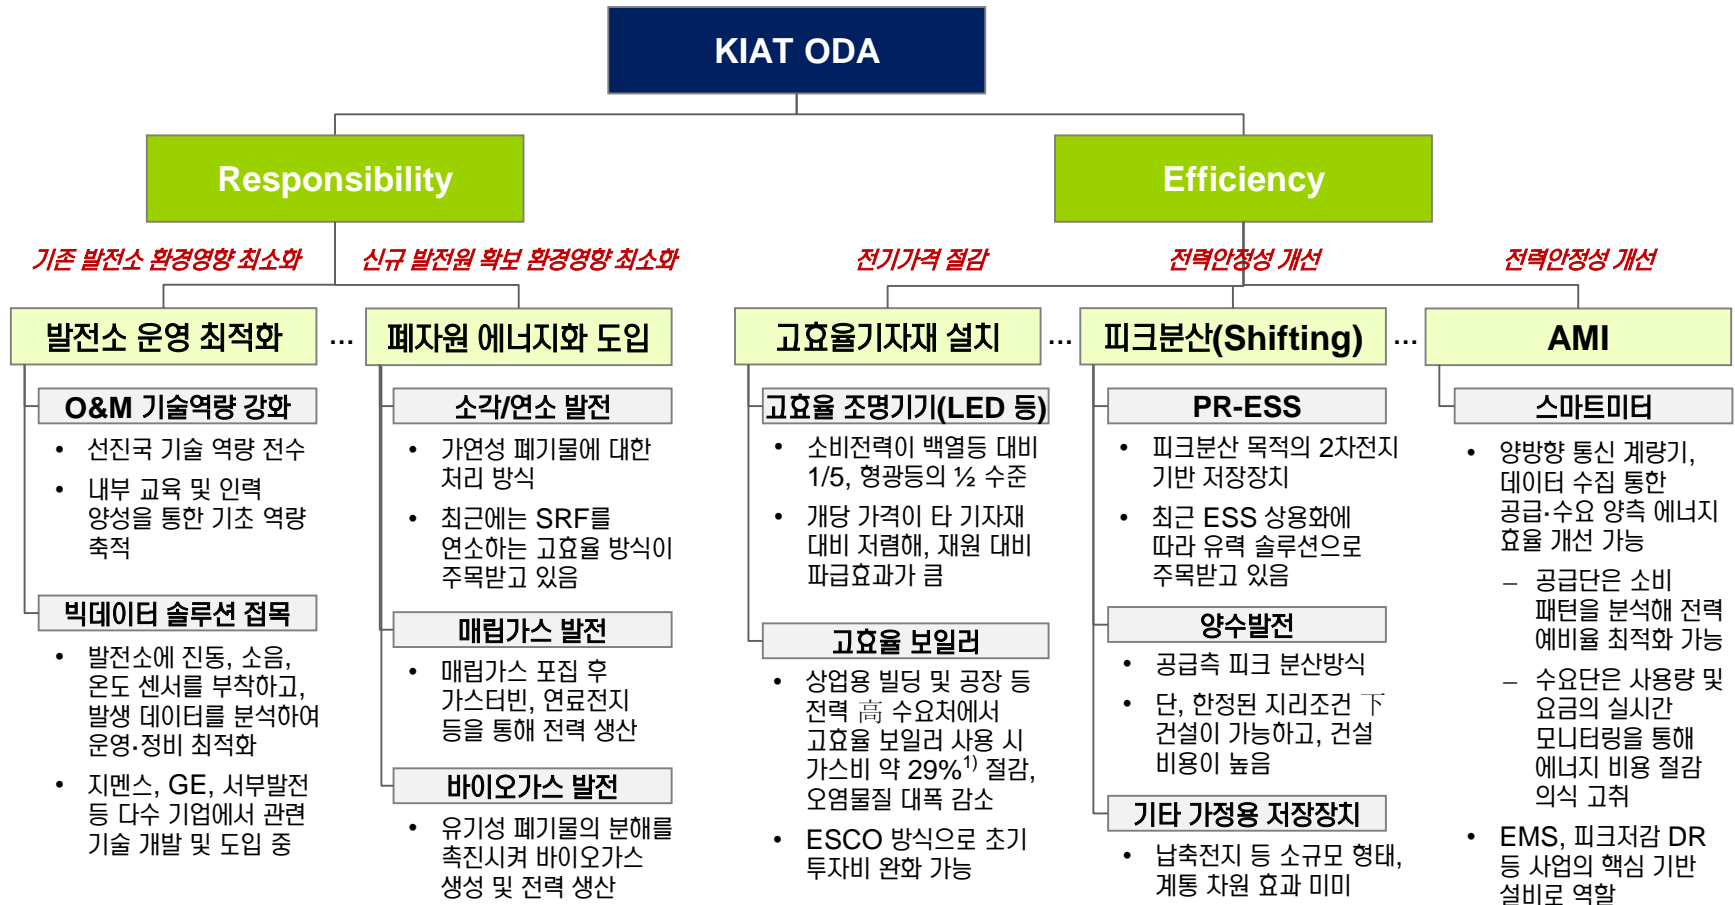 KIAT ODA
Responsibility
Efficiency
기존 발전소 환경영향 최소화
신규 발전원 확보 환경영향 최소화
전기가격 절감
전력안정성 개선
전력안정성 개선
발전소 운영 최적화
...
폐자원 에너지화 도입
고효율기자재 설치
...
피크분산(Shifting)
...
AMI
O&M 기술역량 강화
• 선진국 기술 역량 전수
• 내부 교육 및 인력
양성을 통한 기초 역량
축적
빅데이터 솔루션 접목
• 발전소에 진동, 소음,
온도 센서를 부착하고,
발생 데이터를 분석하여
운영·정비 최적화
• 지멘스, GE, 서부발전
등 다수 기업에서 관련
기술 개발 및 도입 중
소각/연소 발전
• 가연성 폐기물에 대한
처리 방식
• 최근에는 SRF를
연소하는 고효율 방식이
주목받고 있음
매립가스 발전
• 매립가스 포집 후
가스터빈, 연료전지
등을 통해 전력 생산
바이오가스 발전
• 유기성 폐기물의 분해를
촉진시켜 바이오가스
생성 및 전력 생산
고효율 조명기기(LED 등)
• 소비전력이 백열등 대비
1/5, 형광등의 ½ 수준
• 개당 가격이 타 기자재
대비 저렴해, 재원 대비
파급효과가 큼
고효율 보일러
• 상업용 빌딩 및 공장 등
전력 高 수요처에서
고효율 보일러 사용 시
가스비 약 29%1) 절감,
오염물질 대폭 감소
• ESCO 방식으로 초기
투자비 완화 가능
PR-ESS
• 피크분산 목적의 2차전지
기반 저장장치
• 최근 ESS 상용화에
따라 유력 솔루션으로
주목받고 있음
양수발전
• 공급측 피크 분산방식
• 단, 한정된 지리조건 下
건설이 가능하고, 건설
비용이 높음
기타 가정용 저장장치
• 납축전지 등 소규모 형태,
계통 차원 효과 미미
스마트미터
• 양방향 통신 계량기,
데이터 수집 통한
공급·수요 양측 에너지
효율 개선 가능
– 공급단은 소비
패턴을 분석해 전력
예비율 최적화 가능
– 수요단은 사용량 및
요금의 실시간
모니터링을 통해
에너지 비용 절감
의식 고취
• EMS, 피크저감 DR
등 사업의 핵심 기반
설비로 역할